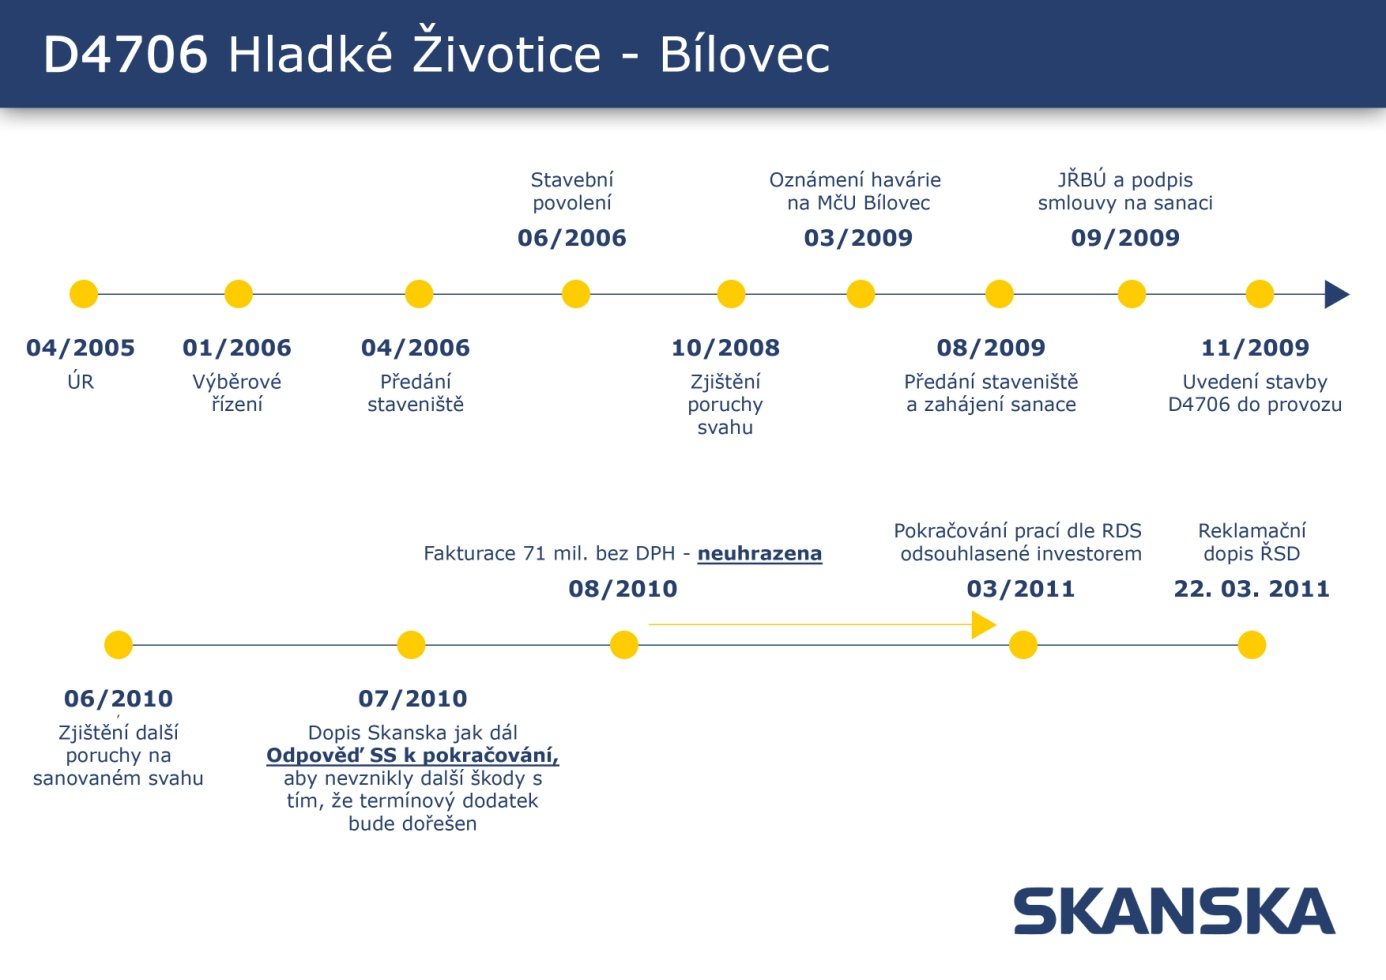 D4706 Hladké Životice - Bílovec
04/2005
ÚR
01/2006
Výběrové
řízení
04/2006
Předání
staveniště
Stavební
povolení
06/2006
10/2008
Zjištění
poruchy
svahu
Oznámení havárie
na MčU Bílovec
03/2009
08/2009
Předání staveniště
a zahájení sanace
JŘBÚ a podpis
smlouvy na sanaci
09/2009
11/2009
Uvedení stavby
D4706 do provozu
06/2010
Zjištění další
poruchy na
sanovaném svahu
07/2010
Dopis Skanska jak dál
Odpověď SS k pokračování,
aby nevznikly další škody s
tím, že termínový dodatek
bude dořešen
Fakturace 71 mil. bez DPH - neuhrazena
08/2010
Pokračování prací dle RDS
odsouhlasené investorem
03/2011
Reklamační
dopis ŘSD
22. 03. 2011
SKANSKA